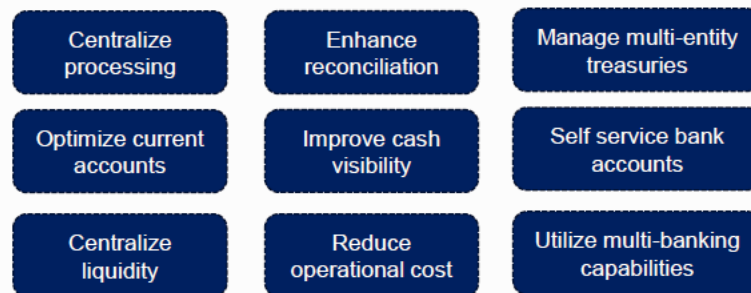 Centralize
processing
Enhance
reconciliation
Manage multi-entity
treasuries
Optimize current
accounts
Improve cash
visibility
Self service bank
accounts
Centralize
liquidity
Reduce
operational cost
Utilize multi-banking
capabilities